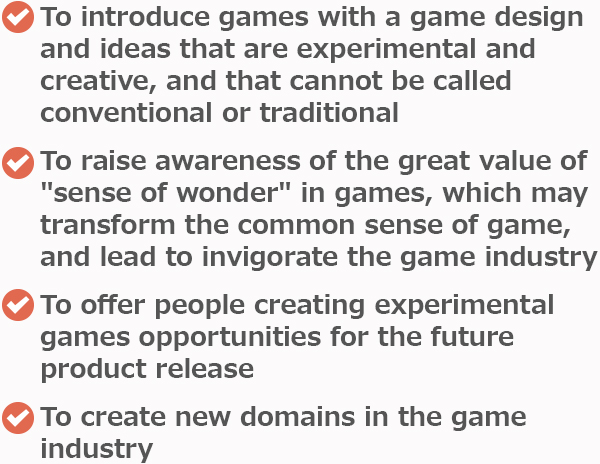 To introduce games with a game design
and ideas that are experimental and
creative, and that cannot be called
conventional or traditional
To raise awareness of the great value of
"sense of wonder" in games, which may
transform the common sense of game,
and lead to invigorate the game industry
To offer people creating experimental
games opportunities for the future
product release
To create new domains in the game
industry